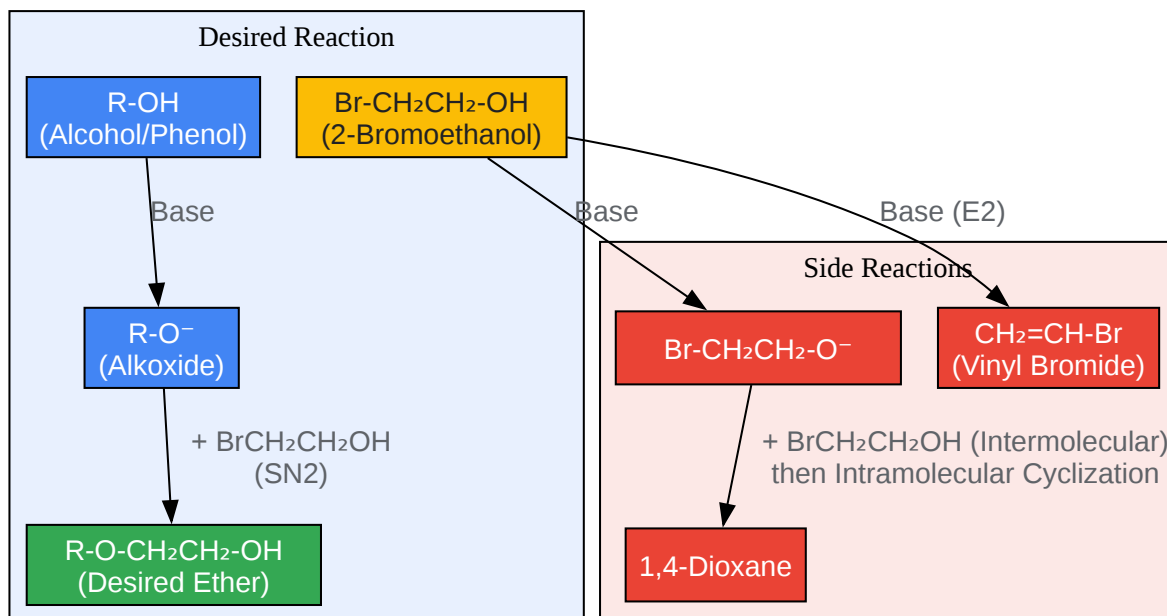 Desired Reaction
R-OH
(Alcohol/Phenol)
Br-CH₂CH₂-OH
(2-Bromoethanol)
Base
Base
Base (E2)
Side Reactions
R-O⁻
(Alkoxide)
Br-CH₂CH₂-O⁻
CH₂=CH-Br
(Vinyl Bromide)
+ BrCH₂CH₂OH
(SN2)
+ BrCH₂CH₂OH (Intermolecular)
then Intramolecular Cyclization
R-O-CH₂CH₂-OH
(Desired Ether)
1,4-Dioxane